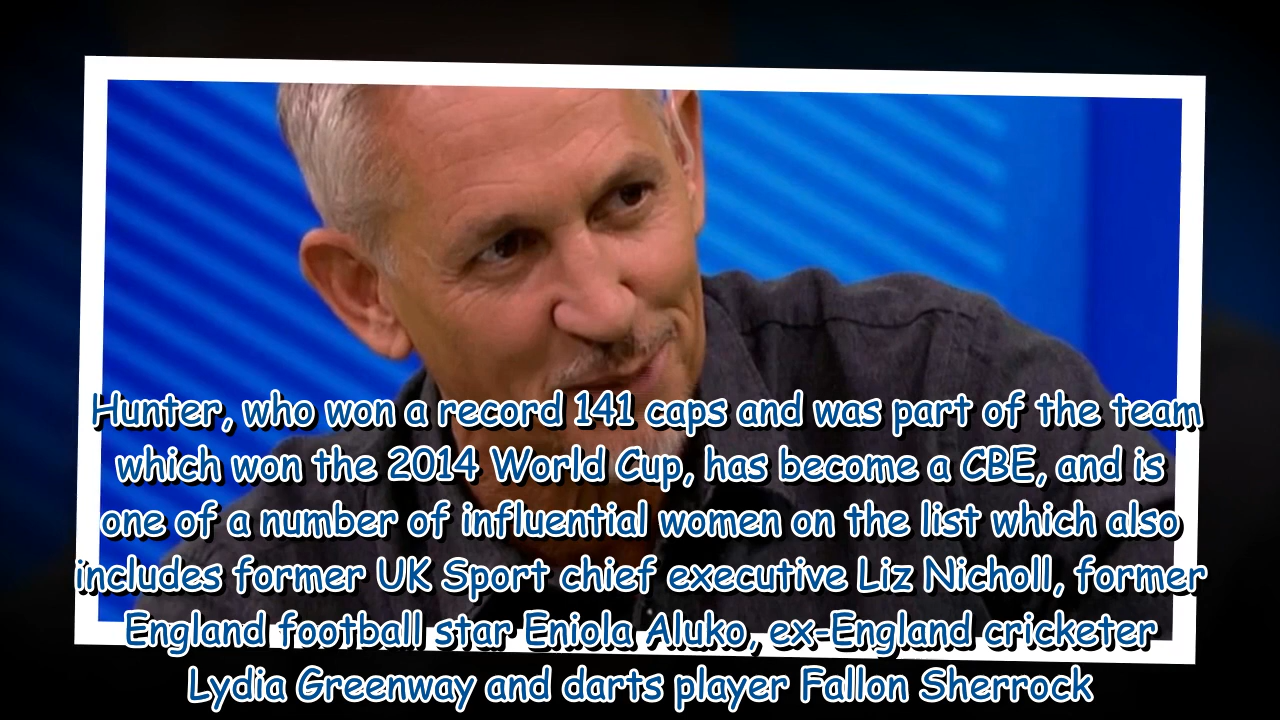 Hunter, who won a record 141 caps and was part of the team
which won the 2014 World Cup, has become a CBE, and is
one of a number of influential women on the list which also
includes former UK Sport chief executive Liz Nicholl, former
England football star Eniola Aluko, ex-England cricketer
Lydia Greenway and darts player Fallon Sherrock